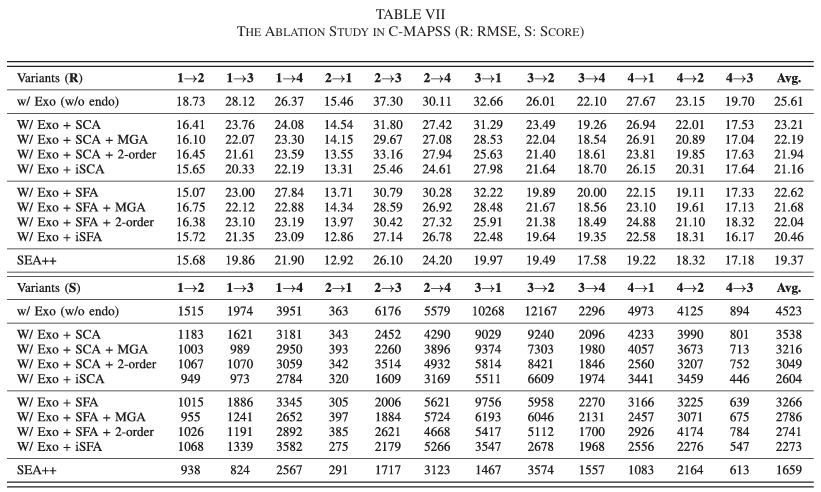 TABLE VII
THE ABLATION STUDY IN C-MAPSS (R: RMSE, S: SCORE)
Variants (R) 1→2 1→3 1→4 2→1 2→3 2→4 3→1 3→2 3→4 4→1 4→2 4→3 Avg.
w/ Exo (w/o endo) 18.73 28.12 26.37 15.46 37.30 30.11 32.66 26.01 22.10 27.67 23.15 19.70 25.61
W/ Exo + SCA 16.41 23.76 24.08 14.54 31.80 27.42 31.29 23.49 19.26 26.94 22.01 17.53 23.21
W/ Exo + SCA + MGA 16.10 22.07 23.30 14.15 29.67 27.08 28.53 22.04 18.54 26.91 20.89 17.04 22.19
W/ Exo + SCA + 2-order 16.45 21.61 23.59 13.55 33.16 27.94 25.63 21.40 18.61 23.81 19.85 17.63 21.94
W/ Exo + iSCA 15.65 20.33 22.19 13.31 25.46 24.61 27.98 21.64 18.70 26.15 20.31 17.64 21.16
W/ Exo + SFA 15.07 23.00 27.84 13.71 30.79 30.28 32.22 19.89 20.00 22.15 19.11 17.33 22.62
W/ Exo + SFA + MGA 16.75 22.12 22.88 14.34 28.59 26.92 28.48 21.67 18.56 23.10 19.61 17.13 21.68
W/ Exo + SFA + 2-order 16.38 23.10 23.19 13.97 30.42 27.32 25.91 21.38 18.49 24.88 21.10 18.32 22.04
W/ Exo + iSFA 15.72 21.35 23.09 12.86 27.14 26.78 22.48 19.64 19.35 22.58 18.31 16.17 20.46
SEA++ 15.68 19.86 21.90 12.92 26.10 24.20 19.97 19.49 17.58 19.22 18.32 17.18 19.37
Variants (S) 1→2 1→3 1→4 2→1 2→3 2→4 3→1 3→2 3→4 4→1 4→2 4→3 Avg.
w/ Exo (w/o endo) 1515 1974 3951 363 6176 5579 10268 12167 2296 4973 4125 894 4523
W/ Exo + SCA 1183 1621 3181 343 2452 4290 9029 9240 2096 4233 3990 801 3538
W/ Exo + SCA + MGA 1003 989 2950 393 2260 3896 9374 7303 1980 4057 3673 713 3216
W/ Exo + SCA + 2-order 1067 1070 3059 342 3514 4932 5814 8421 1846 2560 3207 752 3049
W/ Exo + iSCA 949 973 2784 320 1609 3169 5511 6609 1974 3441 3459 446 2604
W/ Exo + SFA 1015 1886 3345 305 2006 5621 9756 5958 2270 3166 3225 639 3266
W/ Exo + SFA + MGA 955 1241 2652 397 1884 5724 6193 6046 2131 2457 3071 675 2786
W/ Exo + SFA + 2-order 1026 1191 2892 385 2621 4668 5417 5112 1700 2926 4174 784 2741
W/ Exo + iSFA 1068 1339 3582 275 2179 5266 3547 2678 1968 2556 2276 547 2273
SEA++ 938 824 2567 291 1717 3123 1467 3574 1557 1083 2164 613 1659